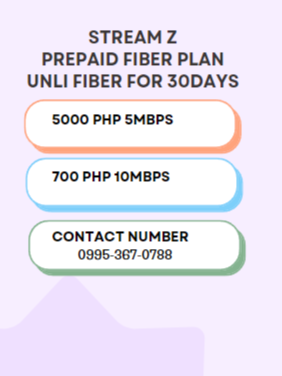 STREAM Z
PREPAID FIBER PLAN
UNLI FIBER FOR 30DAYS
5000 PHP 5MBPS
700 PHP 10MBPS
CONTACT NUMBER
0995-367-0788